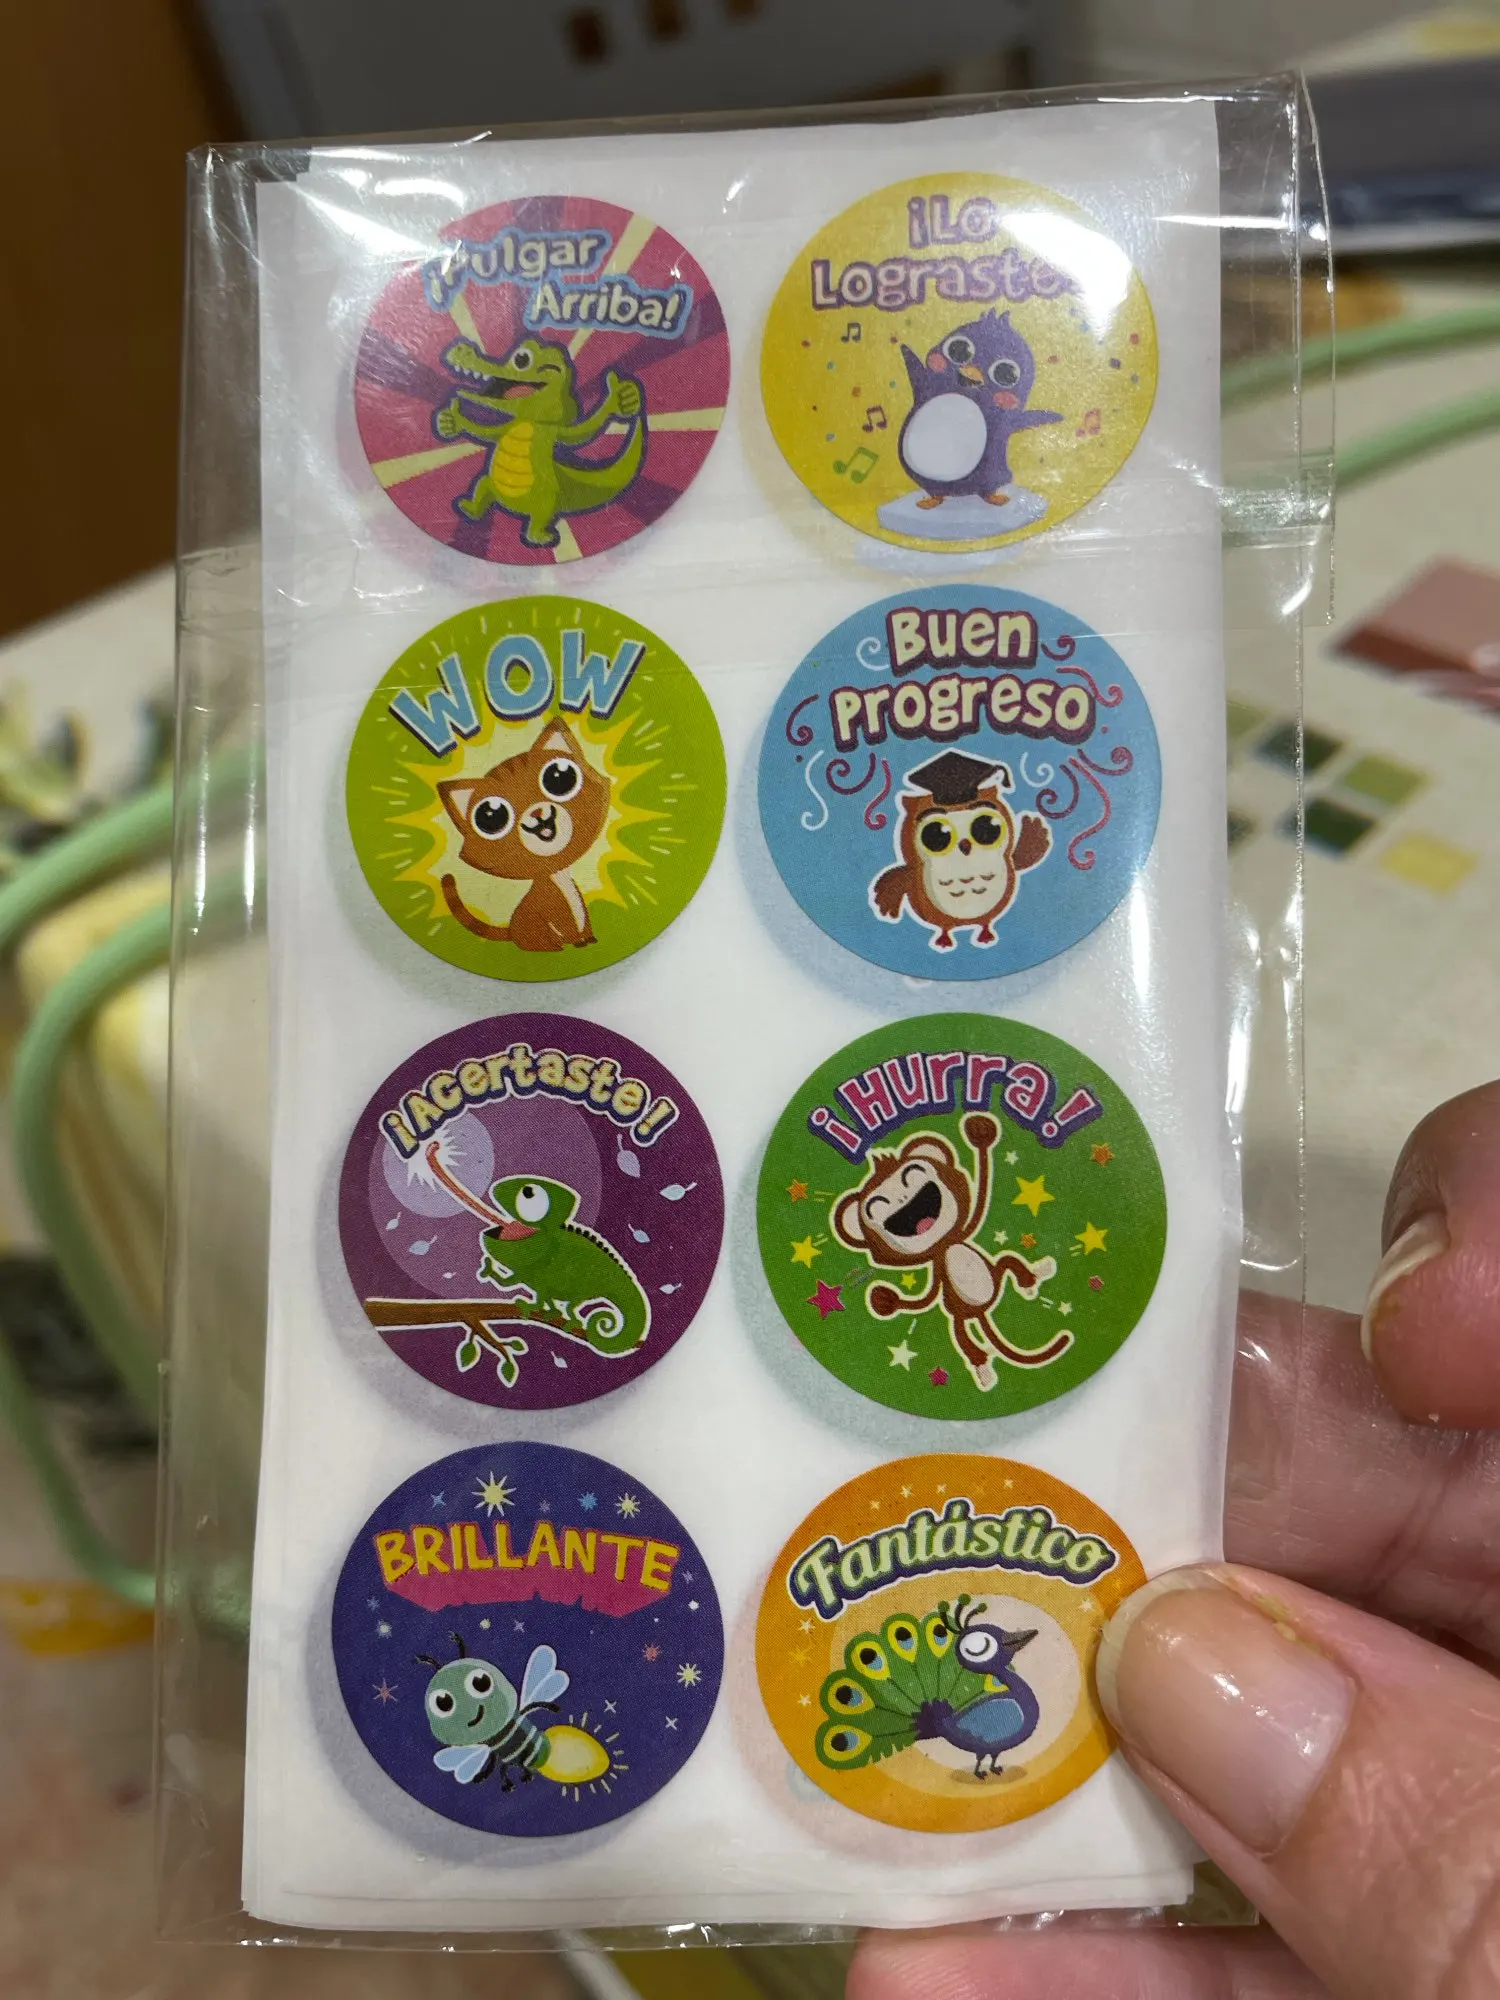 ¡Pulgar
Arriba!
¡Lo
Lograste!
WOW
Buen
progreso
¡Acertaste!
¡Hurra!
BRILLANTE
Fantástico